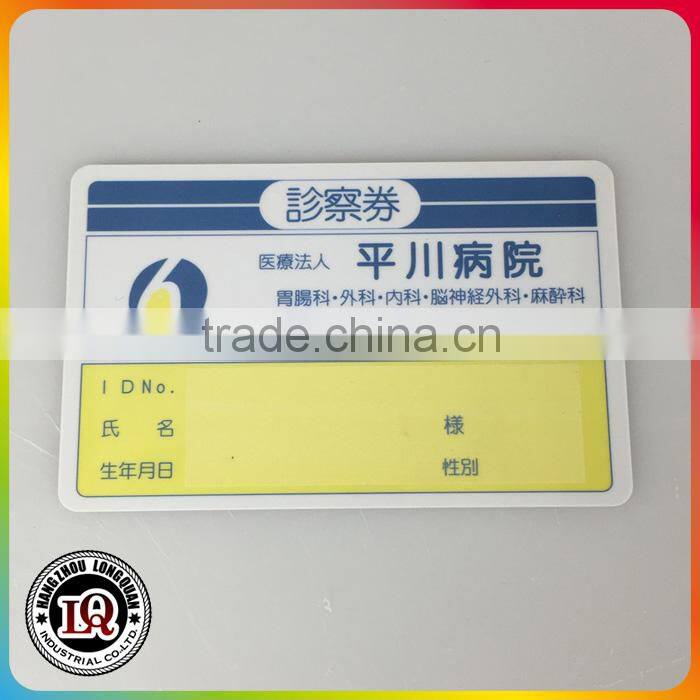 診察券
医療法人 平川病院
胃腸科・外科・内科・脳神経外科・麻酔科
trade.china.cn
I D No.
氏 名 様
生年月日 性別
HANGZHOU LONGQUAN
LQ
INDUSTRIAL CO.,LTD.